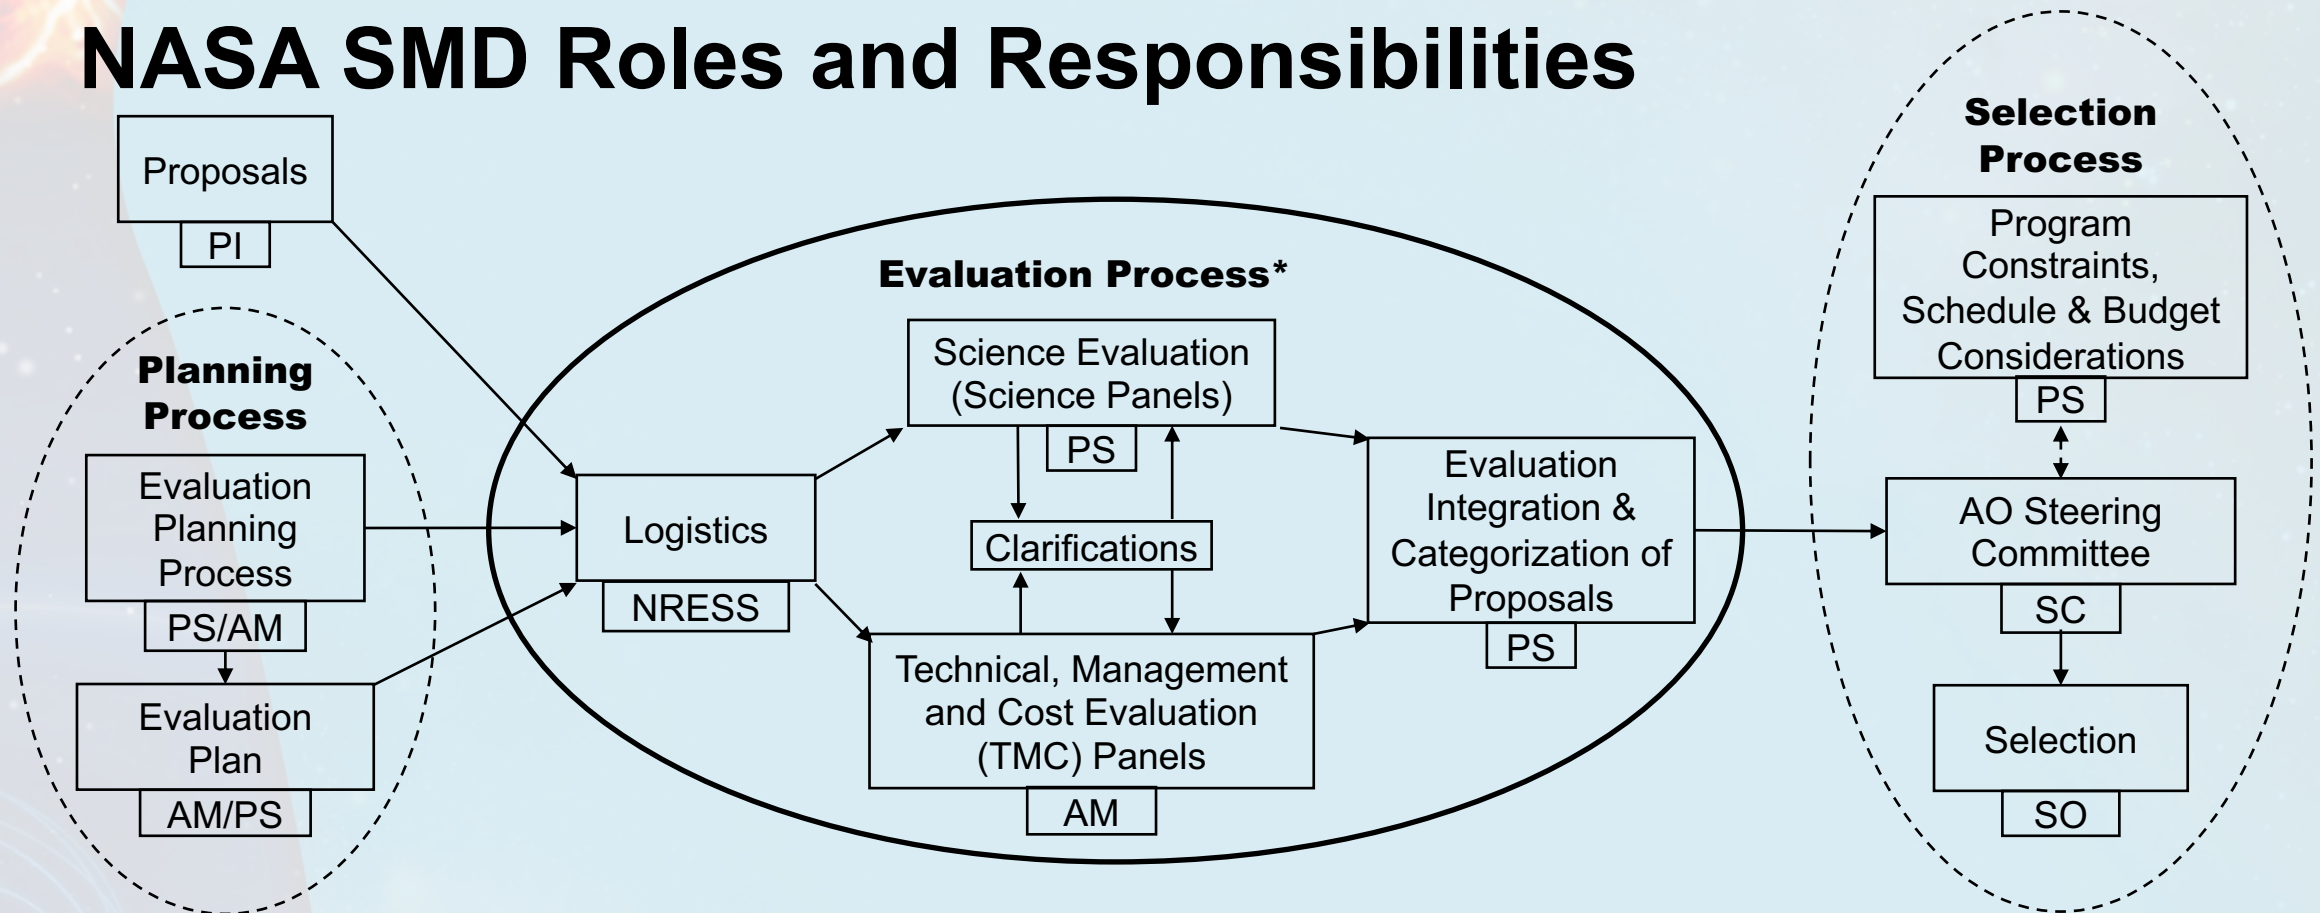 NASA SMD Roles and Responsibilities
Proposals
PI
Planning
Process
Evaluation
Planning
Process
PS/AM
Evaluation
Plan
AM/PS
Evaluation Process*
Logistics
NRESS
Science Evaluation
(Science Panels)
PS
Clarifications
Technical, Management
and Cost Evaluation
(TMC) Panels
AM
Evaluation
Integration &
Categorization of
Proposals
PS
Selection
Process
Program
Constraints,
Schedule & Budget
Considerations
PS
AO Steering
Committee
SC
Selection
SO